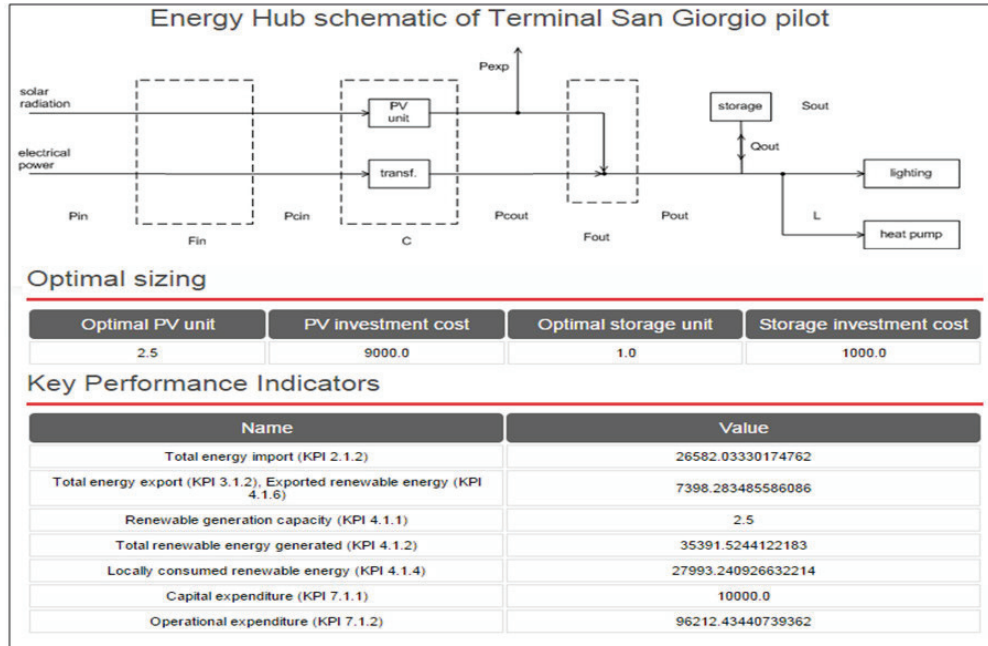 Energy Hub schematic of Terminal San Giorgio pilot
Pexp
solar
radiation
PV
unit
storage
Sout
electrical
power
transf.
Qout
lighting
Pin
Pcin
Pcout
Pout
L
Fin
C
Fout
heat pump
Optimal sizing
Optimal PV unit PV investment cost Optimal storage unit Storage investment cost
2.5 9000.0 1.0 1000.0
Key Performance Indicators
Name Value
Total energy import (KPI 2.1.2) 26582.03330174762
Total energy export (KPI 3.1.2), Exported renewable energy (KPI
4.1.6) 7398.283485586086
Renewable generation capacity (KPI 4.1.1) 2.5
Total renewable energy generated (KPI 4.1.2) 35391.5244122183
Locally consumed renewable energy (KPI 4.1.4) 27993.240926632214
Capital expenditure (KPI 7.1.1) 10000.0
Operational expenditure (KPI 7.1.2) 96212.43440739362